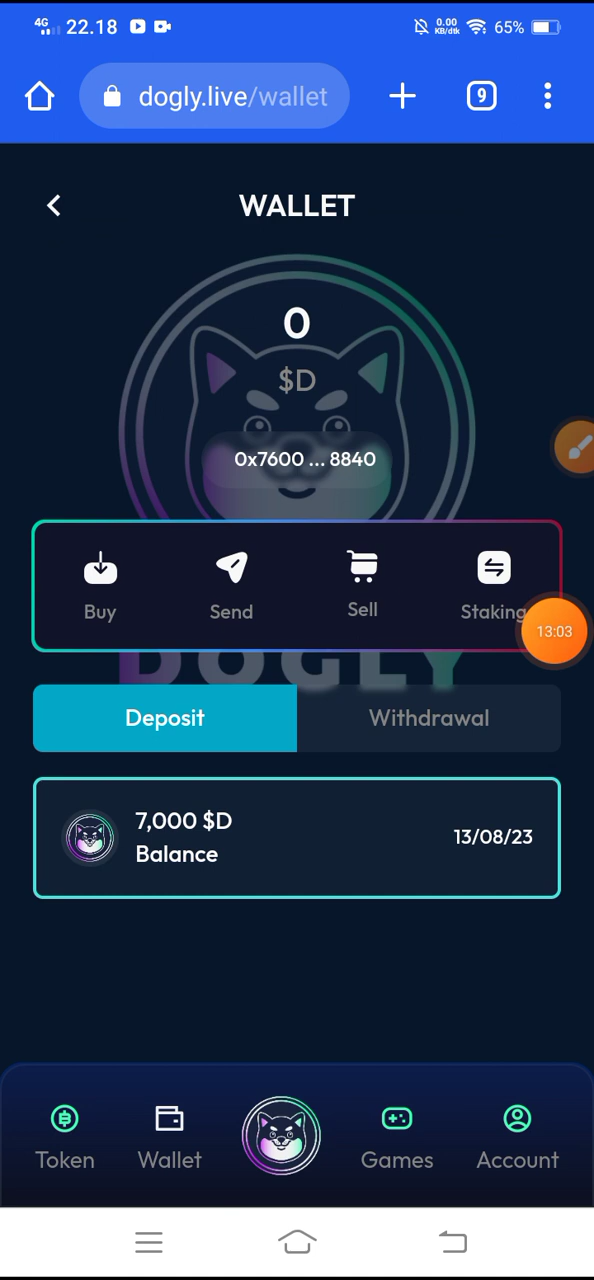 4G 22.18 0.00 KB/dtk 65%
dogly.live/wallet 9
WALLET
0
$D
0x7600 ... 8840
Buy Send Sell Staking
13:03
DOGLY
Deposit Withdrawal
7,000 $D
Balance 13/08/23
Token Wallet Games Account